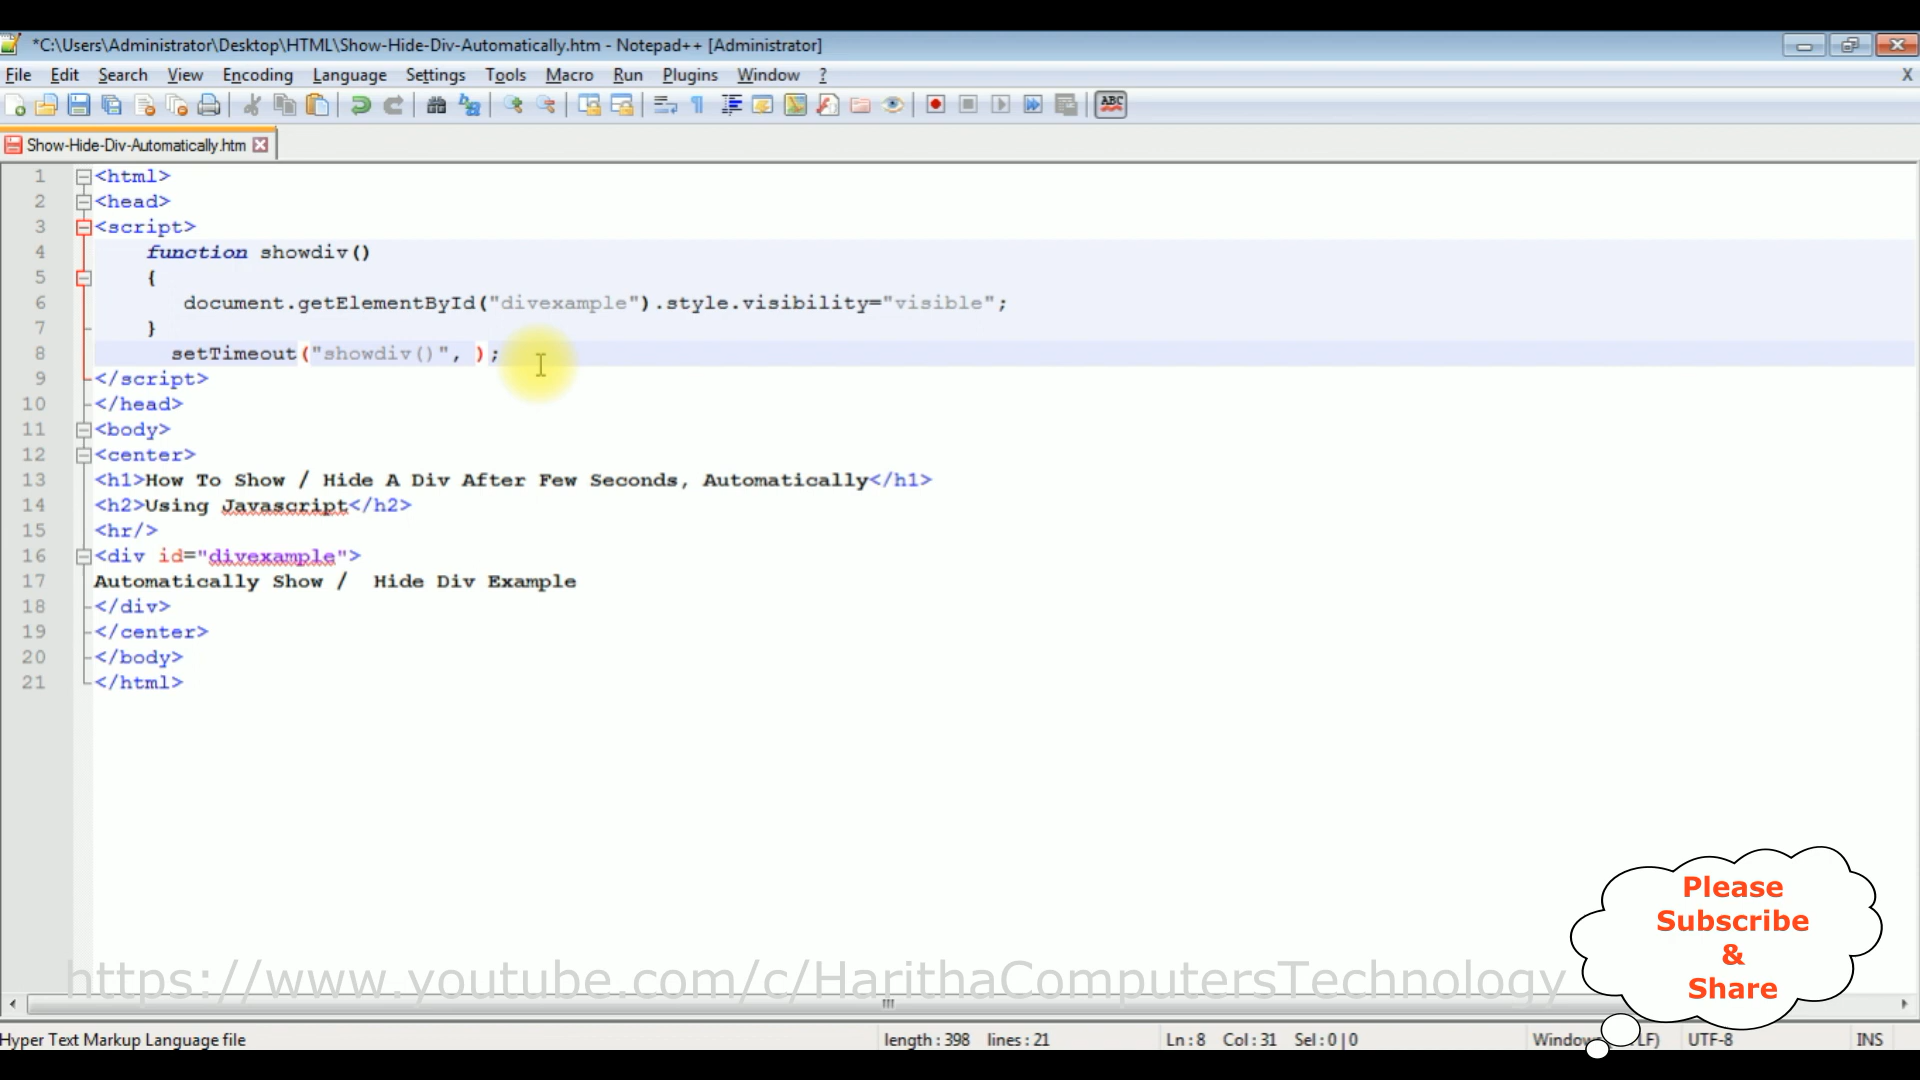 *C:\Users\Administrator\Desktop\HTML\Show-Hide-Div-Automatically.htm - Notepad++ [Administrator]
File Edit Search View Encoding Language Settings Tools Macro Run Plugins Window ? X
ABC
Show-Hide-Div-Automatically.htm
1 <html>
2 <head>
3 <script>
4 function showdiv()
5 {
6 document.getElementById("divexample").style.visibility="visible";
7 }
8 setTimeout("showdiv()", );
9 </script>
10 </head>
11 <body>
12 <center>
13 <h1>How To Show / Hide A Div After Few Seconds, Automatically</h1>
14 <h2>Using Javascript</h2>
15 <hr/>
16 <div id="divexample">
17 Automatically Show /  Hide Div Example
18 </div>
19 </center>
20 </body>
21 </html>
Please
Subscribe
&
Share
https://www.youtube.com/c/HarithaComputersTechnology
Hyper Text Markup Language file length : 398 lines : 21 Ln : 8 Col : 31 Sel : 0 | 0 LF) UTF-8 INS